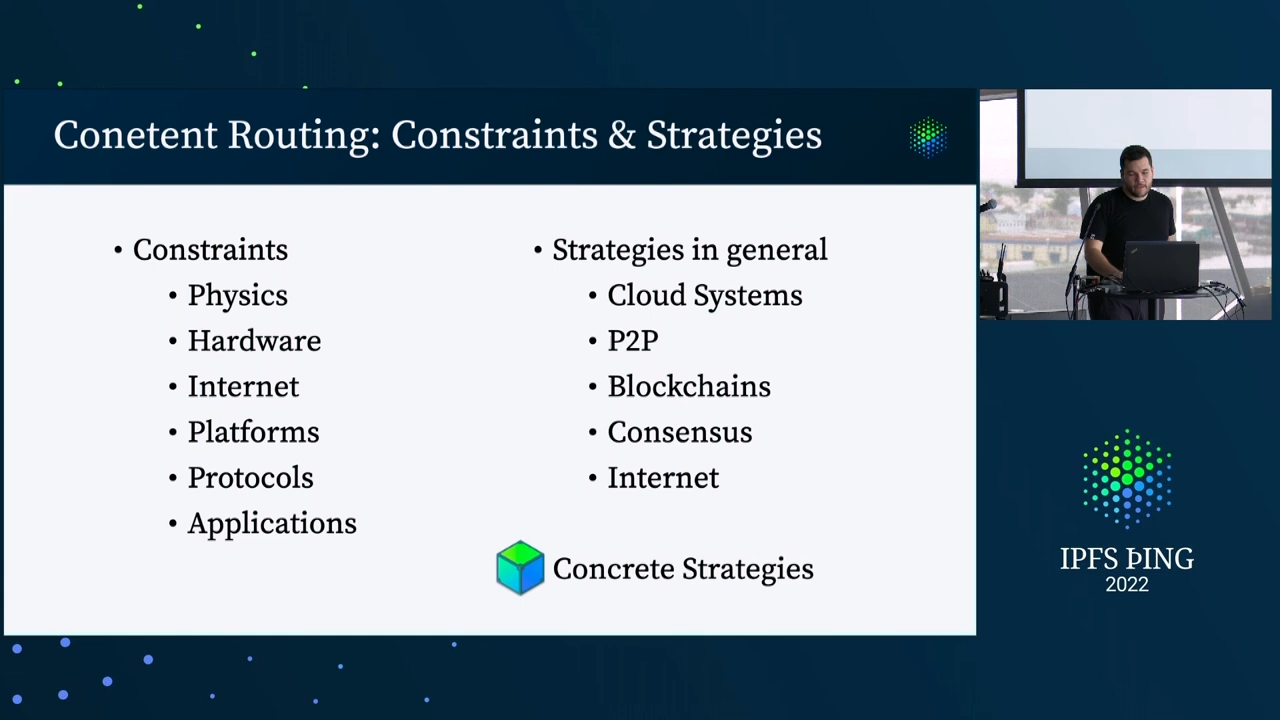 Conetent Routing: Constraints & Strategies
• Constraints
• Physics
• Hardware
• Internet
• Platforms
• Protocols
• Applications
• Strategies in general
• Cloud Systems
• P2P
• Blockchains
• Consensus
• Internet
Concrete Strategies
IPFS ÞING
2022